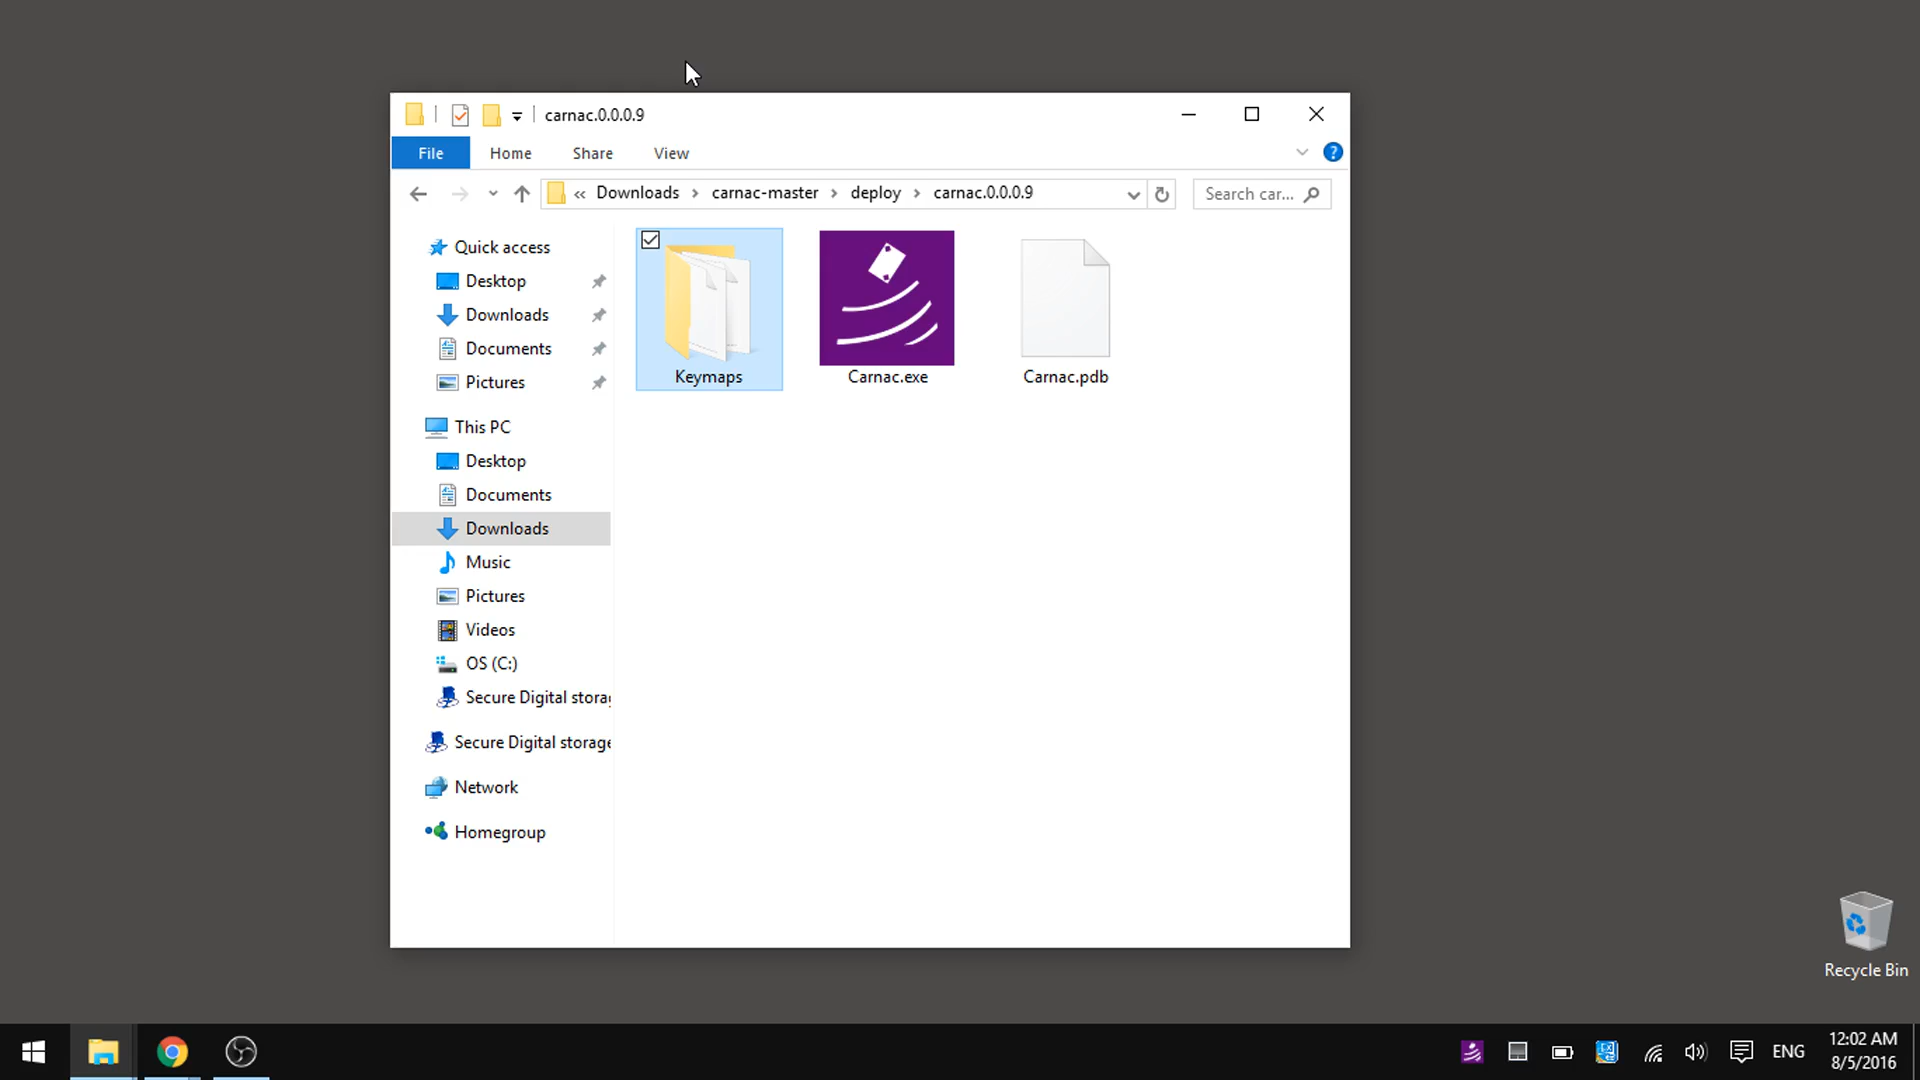 carnac.0.0.0.9
File Home Share View
« Downloads › carnac-master › deploy › carnac.0.0.0.9
Search car...
Quick access
Desktop
Downloads
Documents
Pictures
This PC
Desktop
Documents
Downloads
Music
Pictures
Videos
OS (C:)
Secure Digital storag
Secure Digital storage
Network
Homegroup
Keymaps
Carnac.exe
Carnac.pdb
Recycle Bin
ENG
12:02 AM
8/5/2016